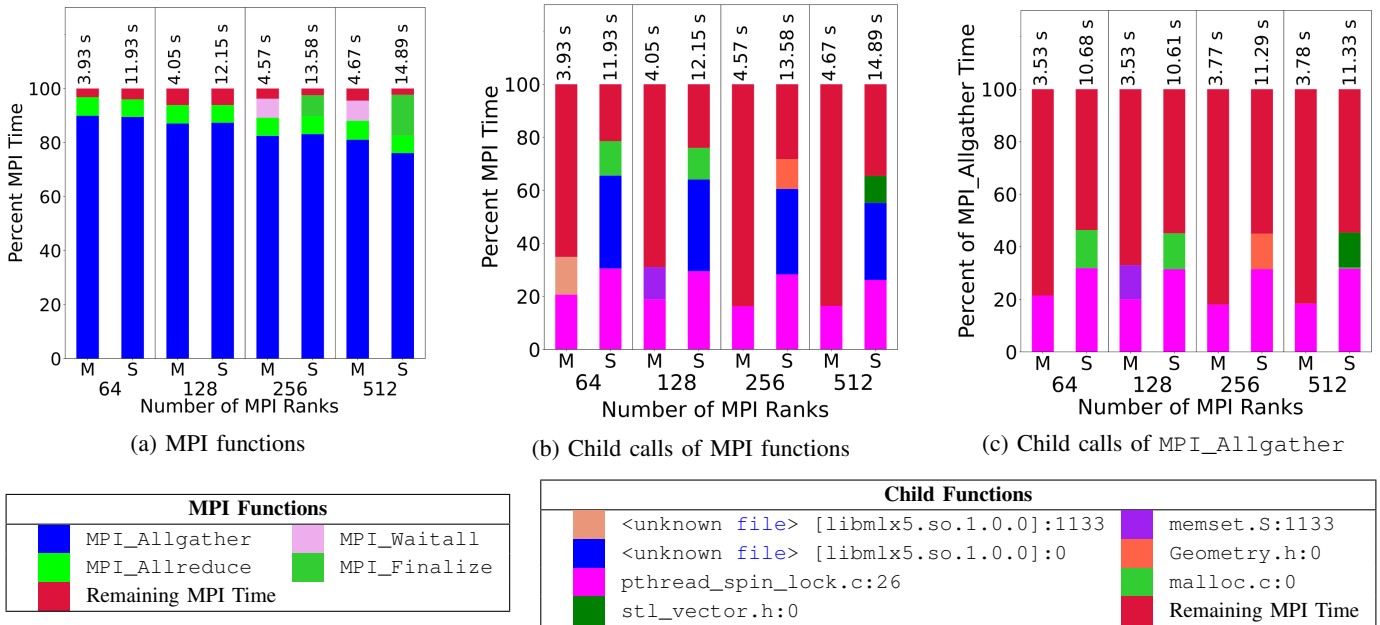 3.93 s
11.93 s
4.05 s
12.15 s
4.57 s
13.58 s
4.67 s
14.89 s
Percent MPI Time
100
80
60
40
20
0
M S M S M S M S
64 128 256 512
Number of MPI Ranks
(a) MPI functions
3.93 s
11.93 s
4.05 s
12.15 s
4.57 s
13.58 s
4.67 s
14.89 s
Percent MPI Time
100
80
60
40
20
0
M S M S M S M S
64 128 256 512
Number of MPI Ranks
(b) Child calls of MPI functions
3.53 s
10.68 s
3.53 s
10.61 s
3.77 s
11.29 s
3.78 s
11.33 s
Percent of MPI_Allgather Time
100
80
60
40
20
0
M S M S M S M S
64 128 256 512
Number of MPI Ranks
(c) Child calls of MPI_Allgather
MPI Functions
MPI_Allgather MPI_Waitall
MPI_Allreduce MPI_Finalize
Remaining MPI Time
Child Functions
<unknown file> [libmlx5.so.1.0.0]:1133 memset.S:1133
<unknown file> [libmlx5.so.1.0.0]:0 Geometry.h:0
pthread_spin_lock.c:26 malloc.c:0
stl_vector.h:0 Remaining MPI Time